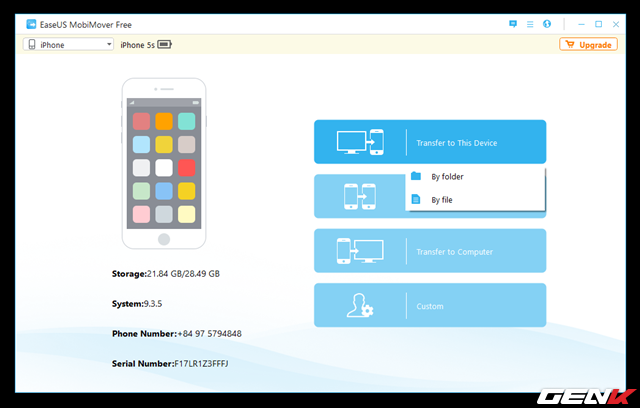 EaseUS MobiMover Free
iPhone
iPhone 5s
Upgrade
Transfer to This Device
By folder
By file
Transfer to Computer
Custom
Storage:21.84 GB/28.49 GB
System:9.3.5
Phone Number:+84 97 5794848
Serial Number:F17LR1Z3FFFJ
GENK